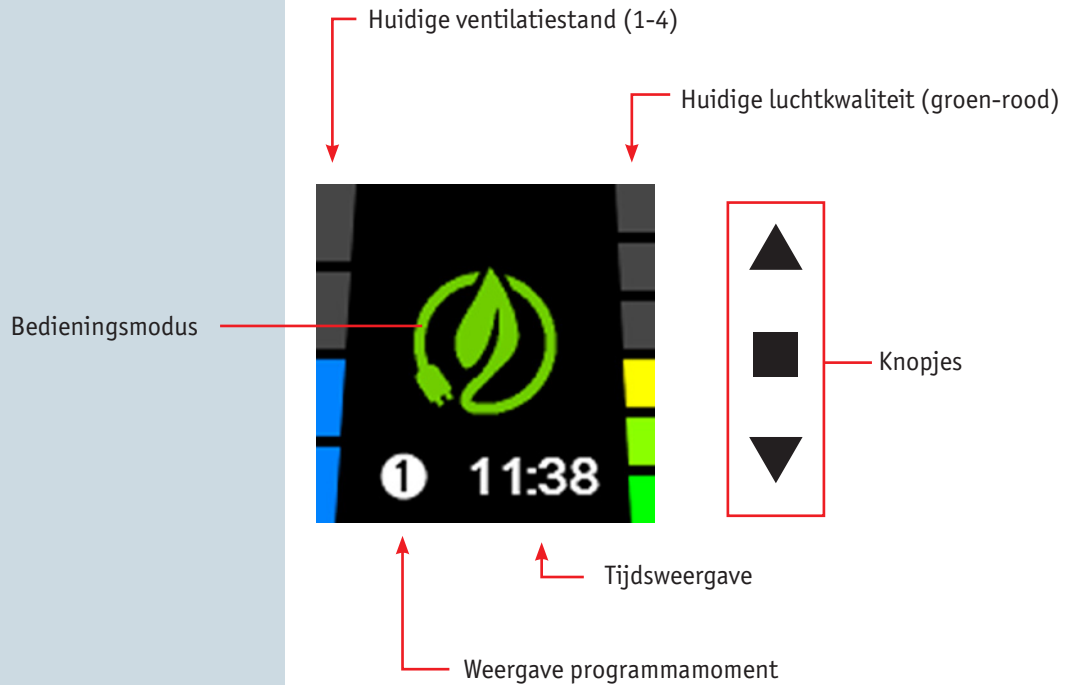 Huidige ventilatiestand (1-4)
Huidige luchtkwaliteit (groen-rood)
Bedieningsmodus
Knopjes
1 11:38
Tijdsweergave
Weergave programmamoment